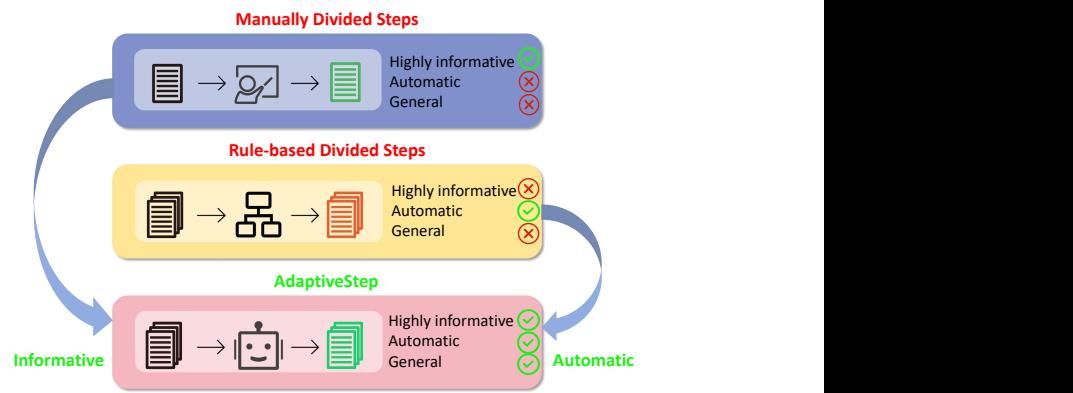 Manually Divided Steps
Highly informative
Automatic
General
Rule-based Divided Steps
Highly informative
Automatic
General
AdaptiveStep
Highly informative
Automatic
General
Informative
Automatic